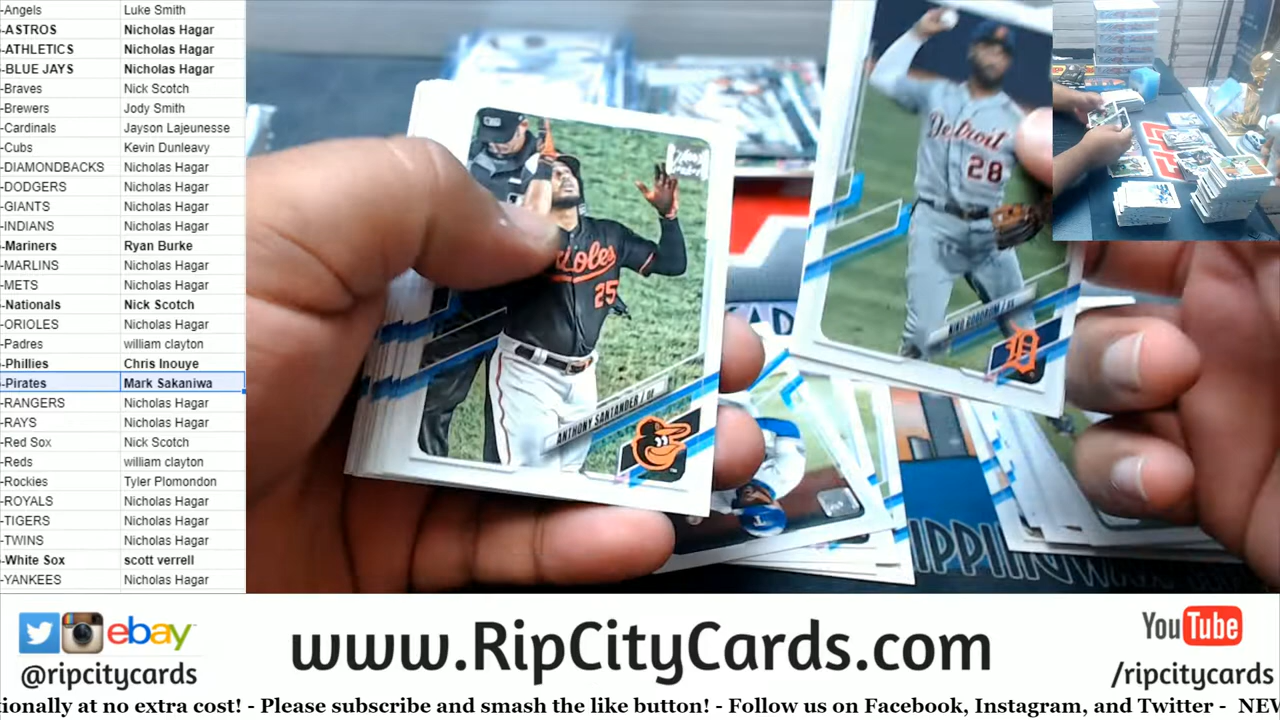 -Angels Luke Smith
-ASTROS Nicholas Hagar
-ATHLETICS Nicholas Hagar
-BLUE JAYS Nicholas Hagar
-Braves Nick Scotch
-Brewers Jody Smith
-Cardinals Jayson Lajeunesse
-Cubs Kevin Dunleavy
-DIAMONDBACKS Nicholas Hagar
-DODGERS Nicholas Hagar
-GIANTS Nicholas Hagar
-INDIANS Nicholas Hagar
-Mariners Ryan Burke
-MARLINS Nicholas Hagar
-METS Nicholas Hagar
-Nationals Nick Scotch
-ORIOLES Nicholas Hagar
-Padres william clayton
-Phillies Chris Inouye
-Pirates Mark Sakaniwa
-RANGERS Nicholas Hagar
-RAYS Nicholas Hagar
-Red Sox Nick Scotch
-Reds william clayton
-Rockies Tyler Plomondon
-ROYALS Nicholas Hagar
-TIGERS Nicholas Hagar
-TWINS Nicholas Hagar
-White Sox scott verrell
-YANKEES Nicholas Hagar
Orioles
25
ANTHONY SANTANDER / OF
Detroit
28
NIKO GOODRUM / SS
D
ebay
@ripcitycards
www.RipCityCards.com
YouTube
/ripcitycards
tionally at no extra cost! - Please subscribe and smash the like button! - Follow us on Facebook, Instagram, and Twitter - NEV